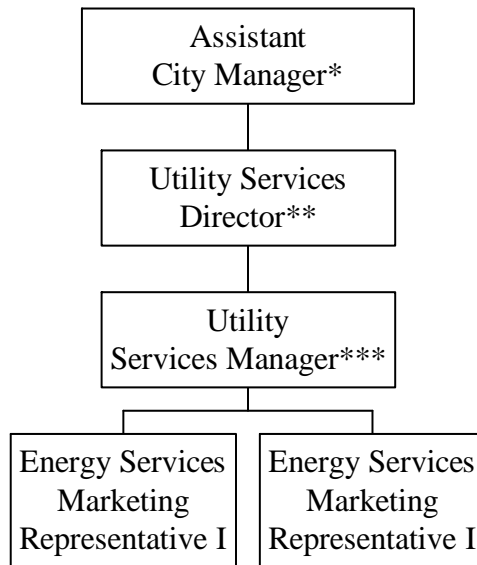 Assistant
City Manager*
Utility Services
Director**
Utility
Services Manager***
Energy Services
Marketing
Representative I
Energy Services
Marketing
Representative I